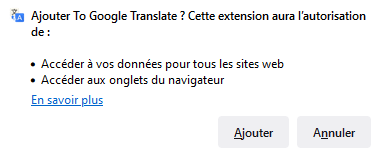 Ajouter To Google Translate ? Cette extension aura l'autorisation
de :
• Accéder à vos données pour tous les sites web
• Accéder aux onglets du navigateur
En savoir plus
Ajouter Annuler